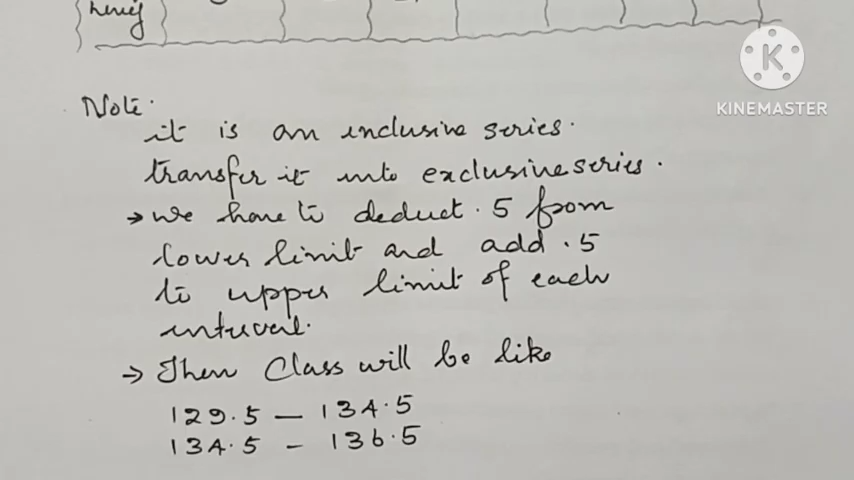 K
KINEMASTER
Note.
it is an inclusive series.
transfer it into exclusive series.
→ we have to deduct .5 from
lower limit and add .5
to upper limit of each
interval.
→ Then Class will be like
129.5 — 134.5
134.5 - 136.5